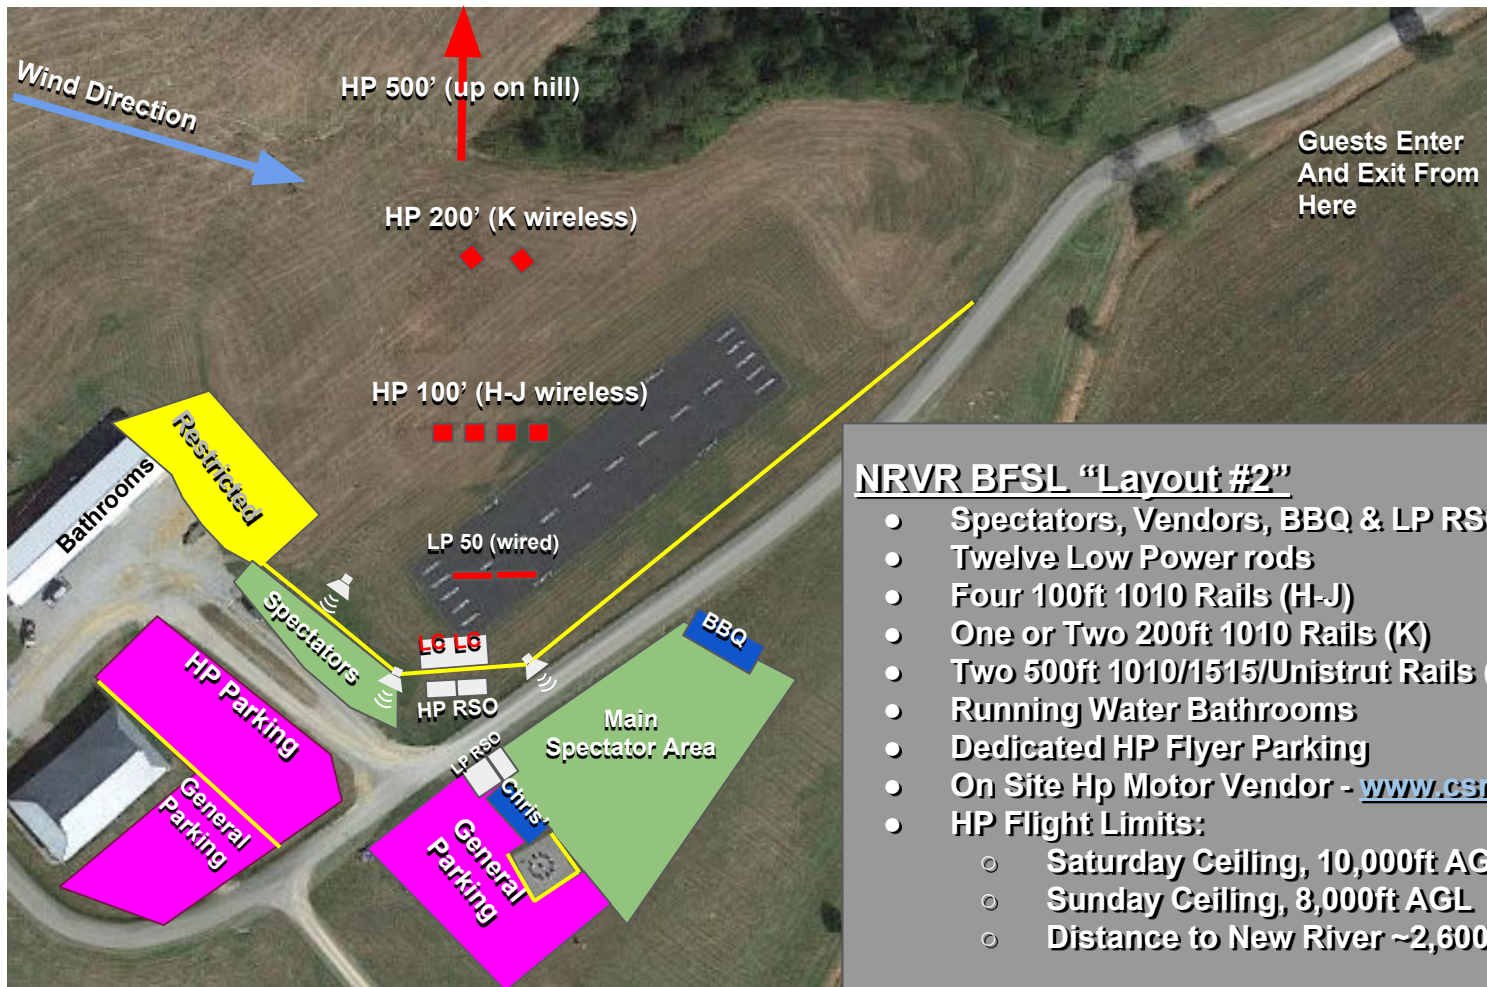 Wind Direction
HP 500’ (up on hill)
Guests Enter
And Exit From
Here
HP 200’ (K wireless)
HP 100’ (H-J wireless)
Restricted
Bathrooms
LP 50 (wired)
Spectators
LC LC
HP RSO
BBQ
Main
Spectator Area
LP RSO
Chris’
HP Parking
General
Parking
General
Parking
NRVR BFSL “Layout #2”
● Spectators, Vendors, BBQ & LP RS
● Twelve Low Power rods
● Four 100ft 1010 Rails (H-J)
● One or Two 200ft 1010 Rails (K)
● Two 500ft 1010/1515/Unistrut Rails (
● Running Water Bathrooms
● Dedicated HP Flyer Parking
● On Site Hp Motor Vendor - www.csr
● HP Flight Limits:
○ Saturday Ceiling, 10,000ft AG
○ Sunday Ceiling, 8,000ft AGL
○ Distance to New River ~2,600